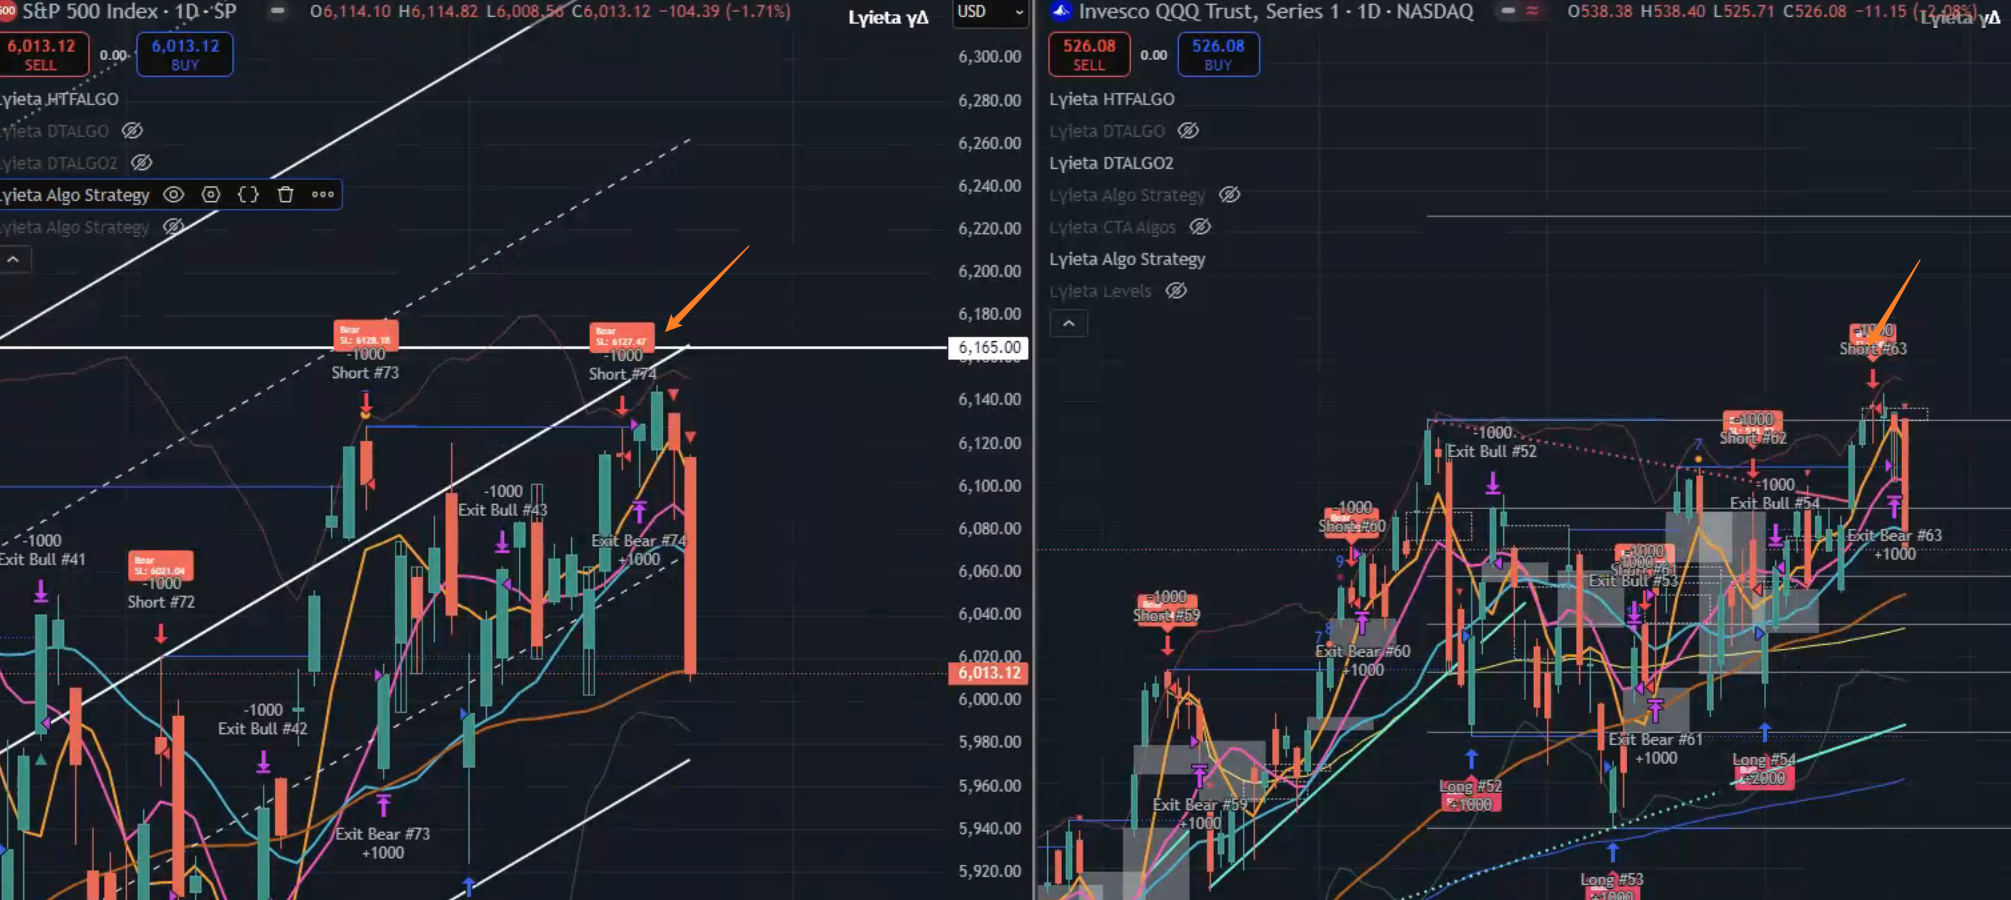 S&P 500 Index · 1D · SP
O6,114.10 H6,114.82 L6,008.56 C6,013.12 −104.39 (−1.71%)
Lyieta γΔ
USD
6,013.12
SELL
0.00
6,013.12
BUY
Lyieta HTFALGO
Lyieta DTALGO
Lyieta DTALGO2
Lyieta Algo Strategy
Lyieta Algo Strategy
6,300.00
6,280.00
6,260.00
6,240.00
6,220.00
6,200.00
6,180.00
6,165.00
6,140.00
6,120.00
6,100.00
6,080.00
6,060.00
6,040.00
6,020.00
6,013.12
6,000.00
5,980.00
5,960.00
5,940.00
5,920.00
Bear
SL: 6128.18
-1000
Short #73
Bear
SL: 6127.47
-1000
Short #74
-1000
Exit Bull #43
-1000
Exit Bull #41
Bear
SL: 6021.04
-1000
Short #72
Exit Bear #74
+1000
-1000
Exit Bull #42
Exit Bear #73
+1000
Invesco QQQ Trust, Series 1 · 1D · NASDAQ
O538.38 H538.40 L525.71 C526.08 −11.15 (−2.08%)
Lyieta γΔ
526.08
SELL
0.00
526.08
BUY
Lyieta HTFALGO
Lyieta DTALGO
Lyieta DTALGO2
Lyieta Algo Strategy
Lyieta CTA Algos
Lyieta Algo Strategy
Lyieta Levels
-1000
Short #63
-1000
Short #62
-1000
Exit Bull #52
7
-1000
Exit Bull #54
-1000
Short #60
9
Exit Bear #63
+1000
-1000
Exit Bull #53
-1000
Short #59
7
8
Exit Bear #60
+1000
Exit Bear #61
+1000
Long #54
+2000
Long #52
+1000
Exit Bear #59
+1000
Long #53
+1000